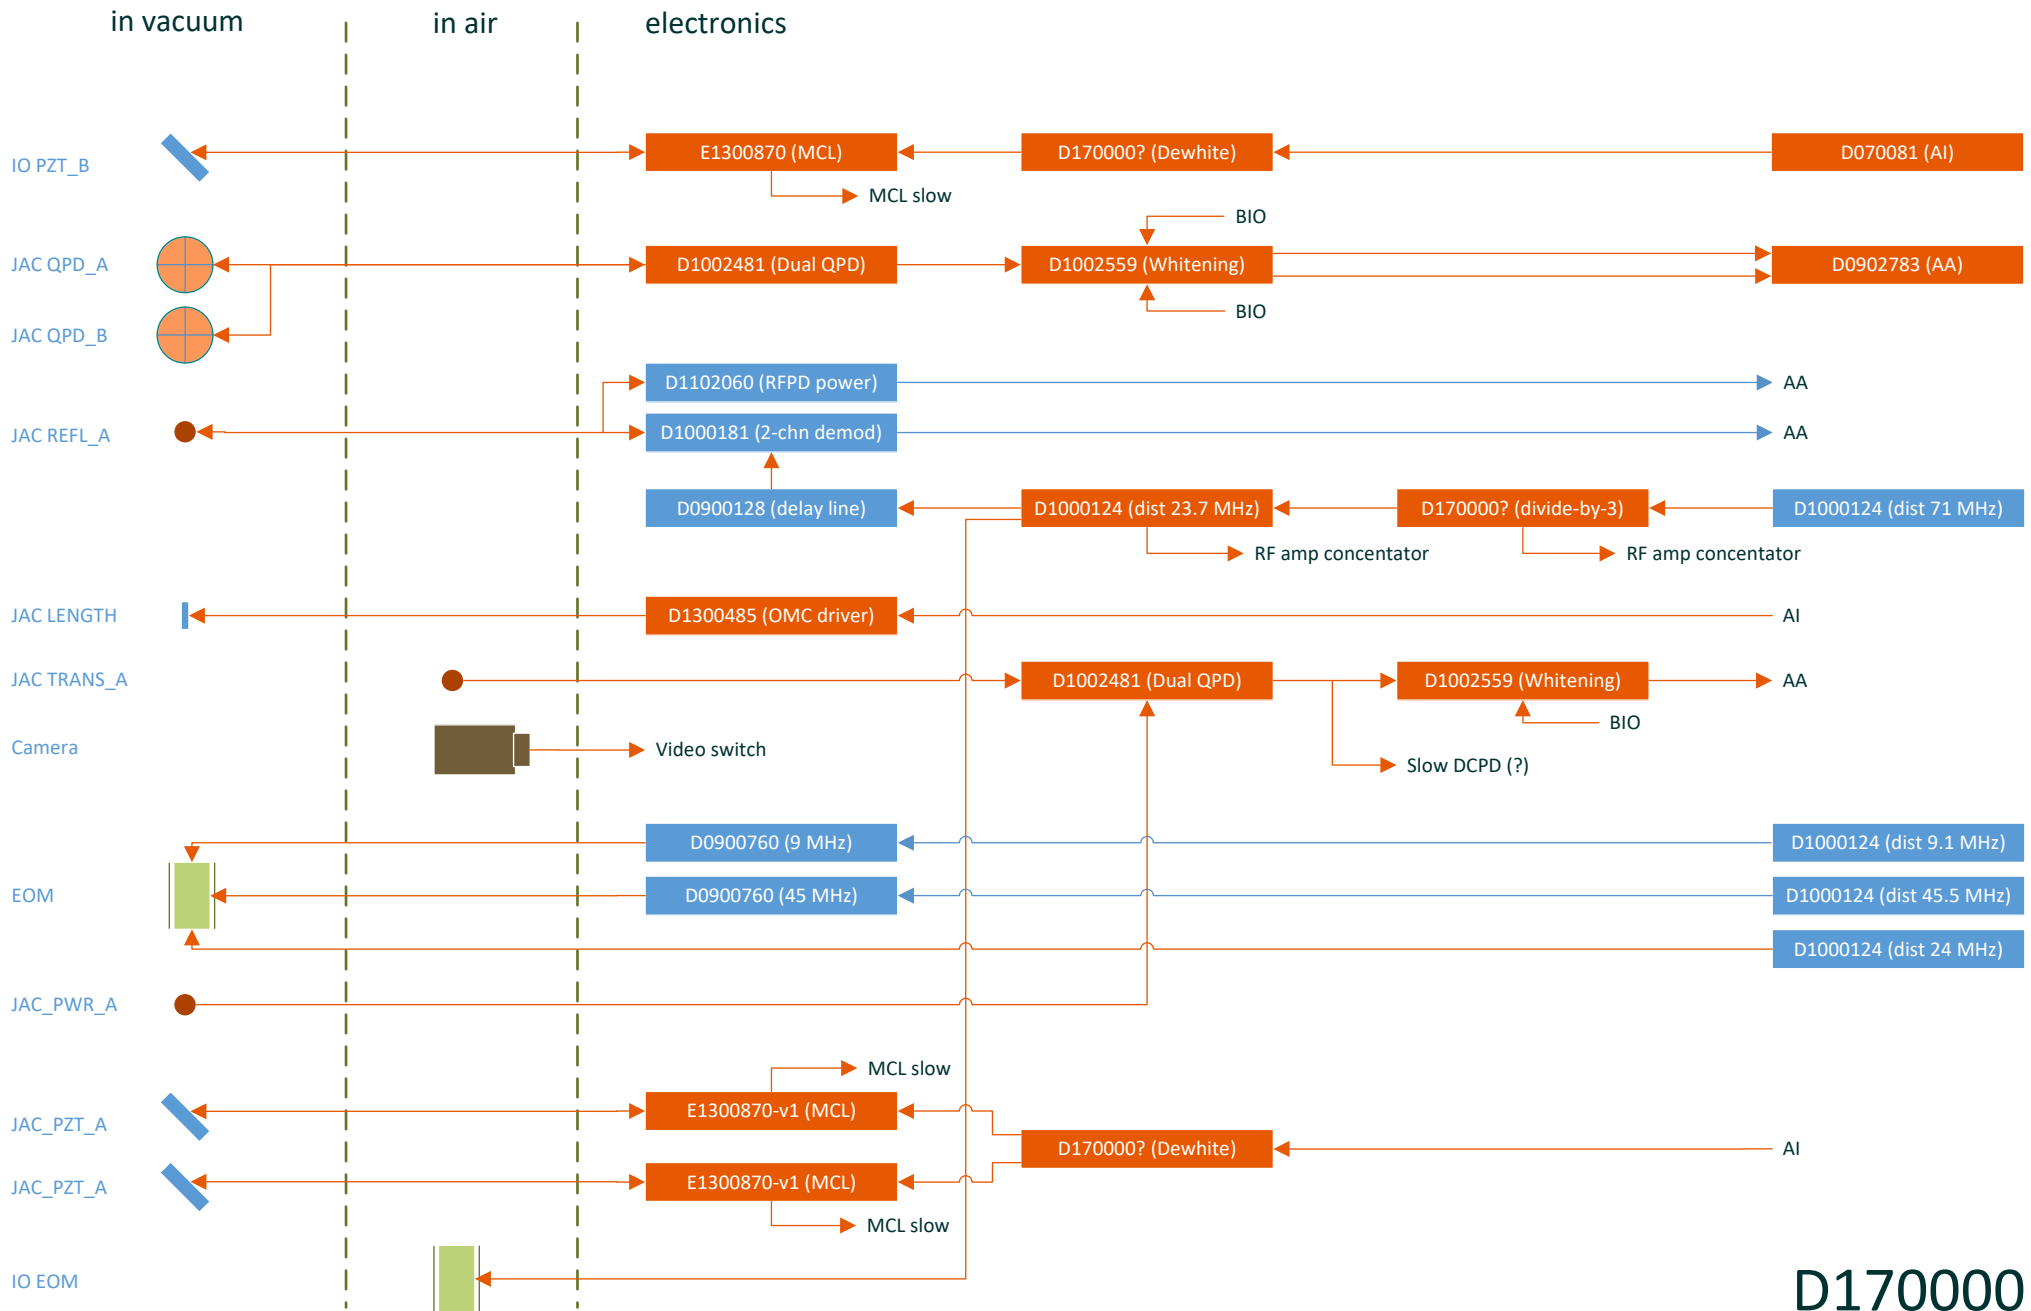 in vacuum
in air
electronics
IO PZT_B
E1300870 (MCL)
D170000? (Dewhite)
D070081 (AI)
MCL slow
BIO
JAC QPD_A
D1002481 (Dual QPD)
D1002559 (Whitening)
D0902783 (AA)
BIO
JAC QPD_B
D1102060 (RFPD power)
AA
JAC REFL_A
D1000181 (2-chn demod)
AA
D0900128 (delay line)
D1000124 (dist 23.7 MHz)
D170000? (divide-by-3)
D1000124 (dist 71 MHz)
RF amp concentator
RF amp concentator
JAC LENGTH
D1300485 (OMC driver)
AI
JAC TRANS_A
D1002481 (Dual QPD)
D1002559 (Whitening)
AA
BIO
Camera
Video switch
Slow DCPD (?)
D0900760 (9 MHz)
D1000124 (dist 9.1 MHz)
EOM
D0900760 (45 MHz)
D1000124 (dist 45.5 MHz)
D1000124 (dist 24 MHz)
JAC_PWR_A
MCL slow
JAC_PZT_A
E1300870-v1 (MCL)
D170000? (Dewhite)
AI
JAC_PZT_A
E1300870-v1 (MCL)
MCL slow
IO EOM
D170000